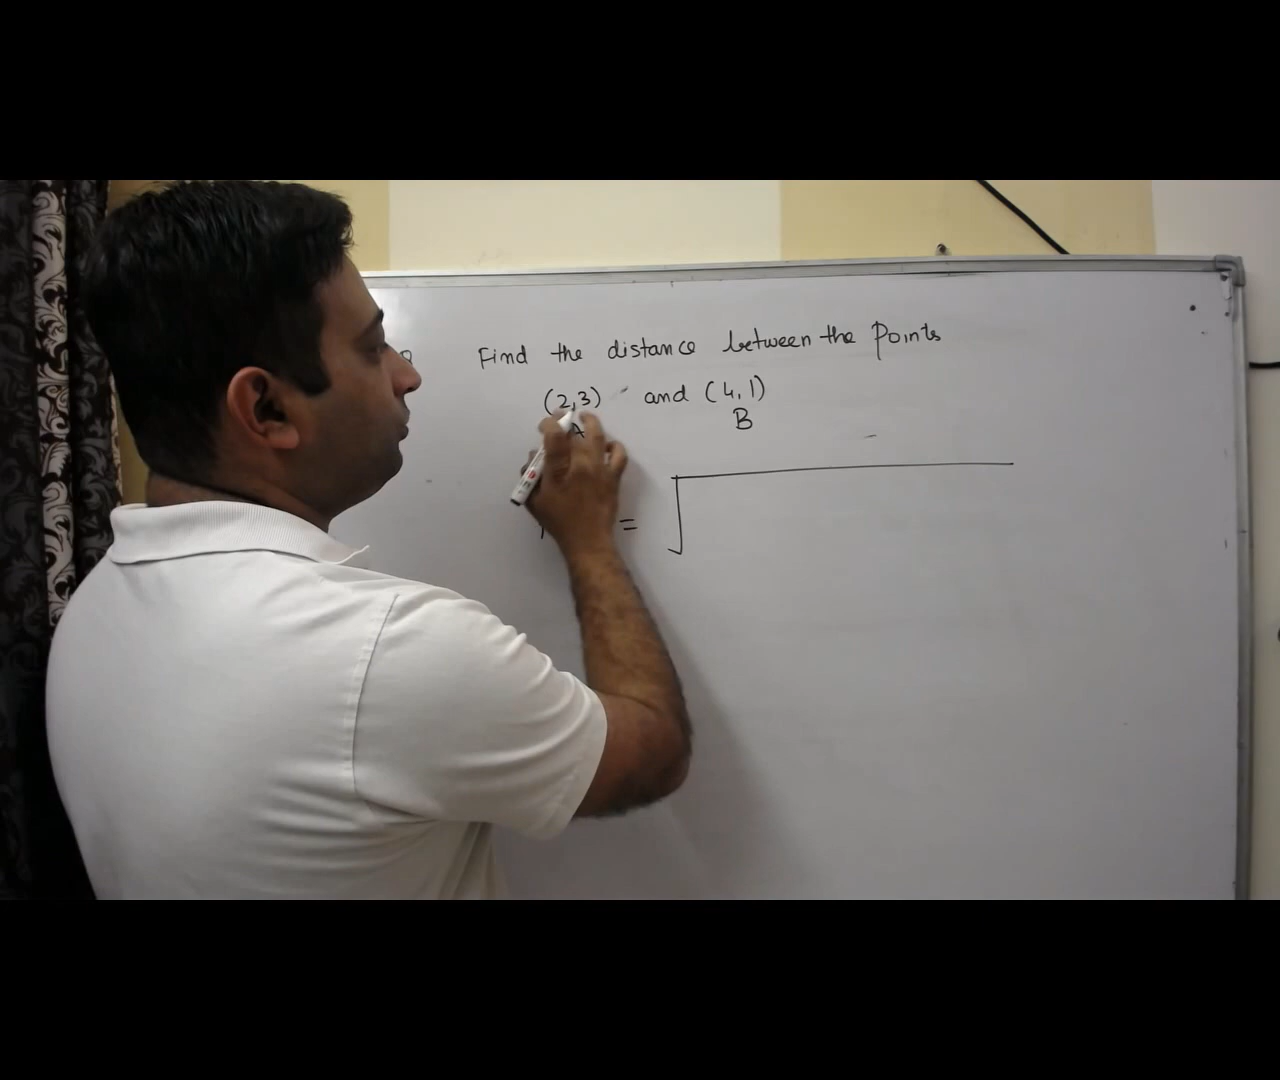 Find the distance between the Points
(2,3) and (4,1)
A B
= √